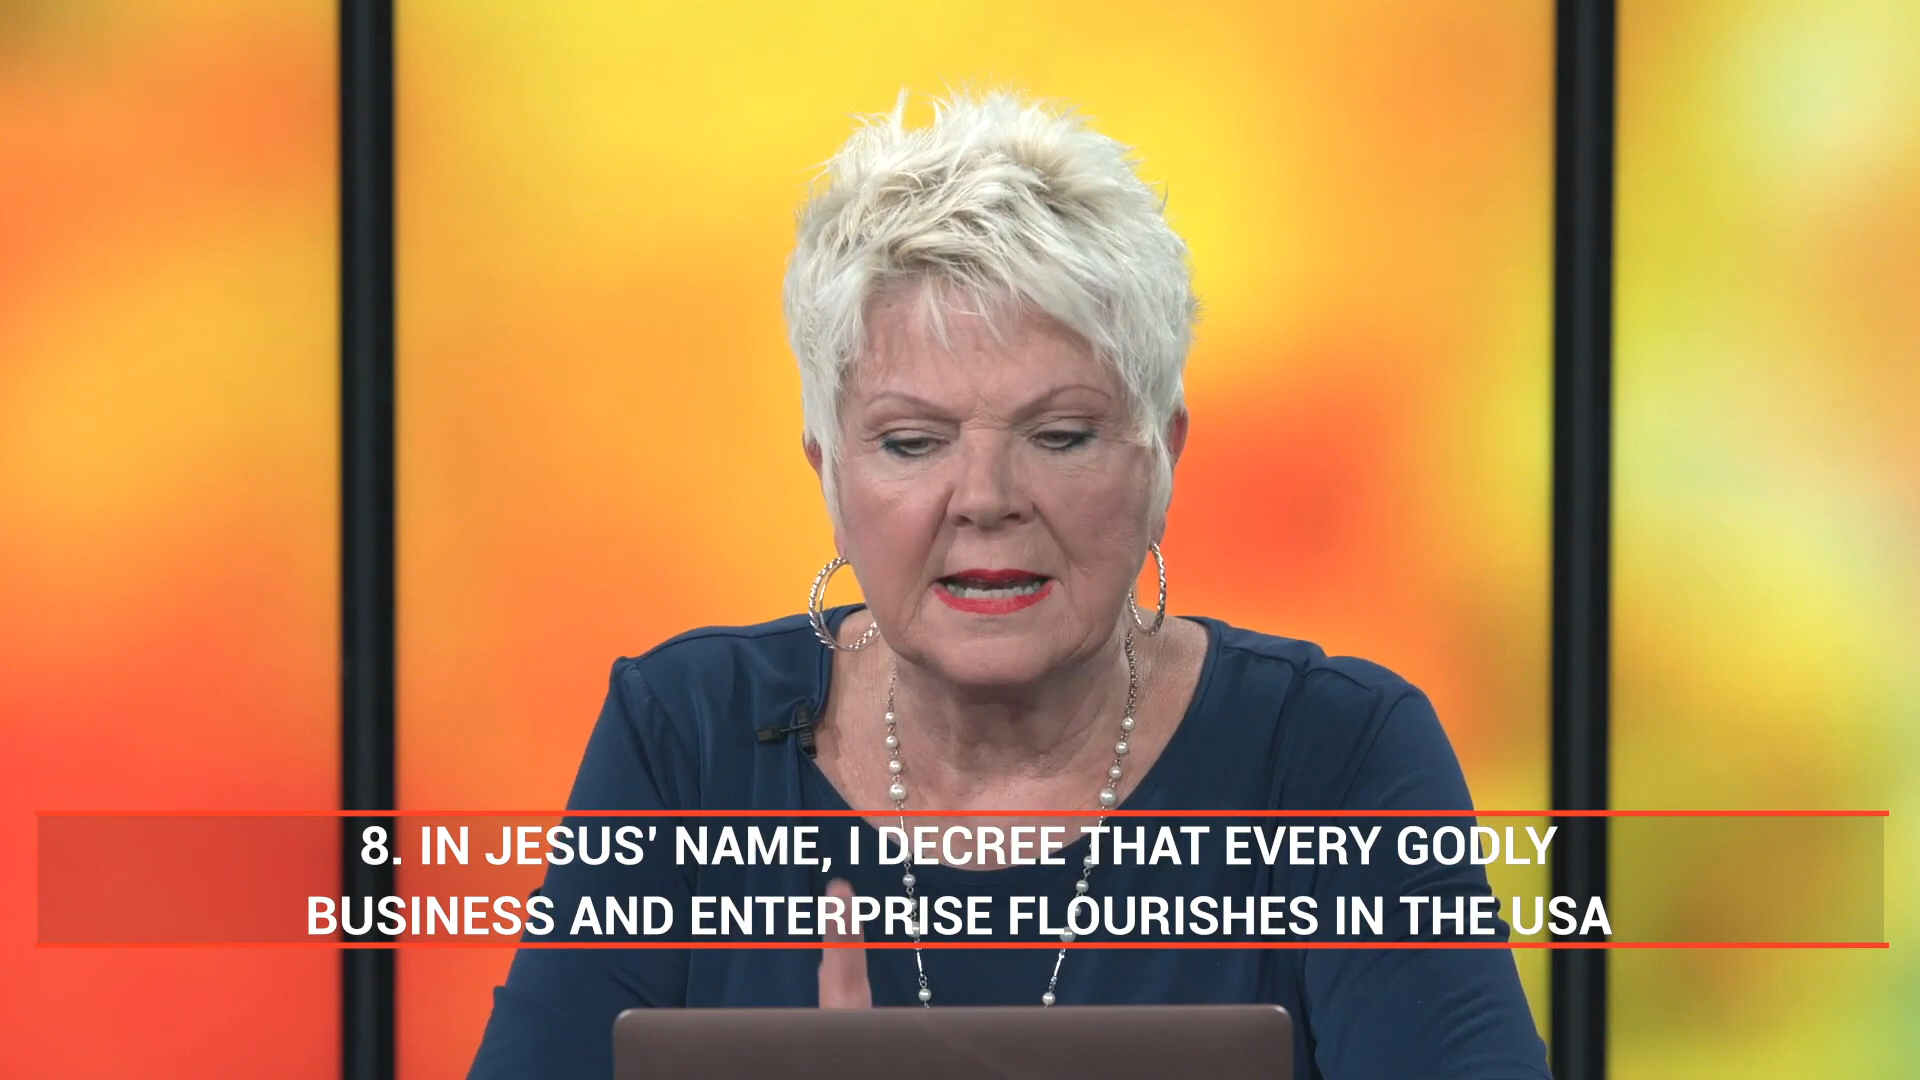 8. IN JESUS' NAME, I DECREE THAT EVERY GODLY
BUSINESS AND ENTERPRISE FLOURISHES IN THE USA